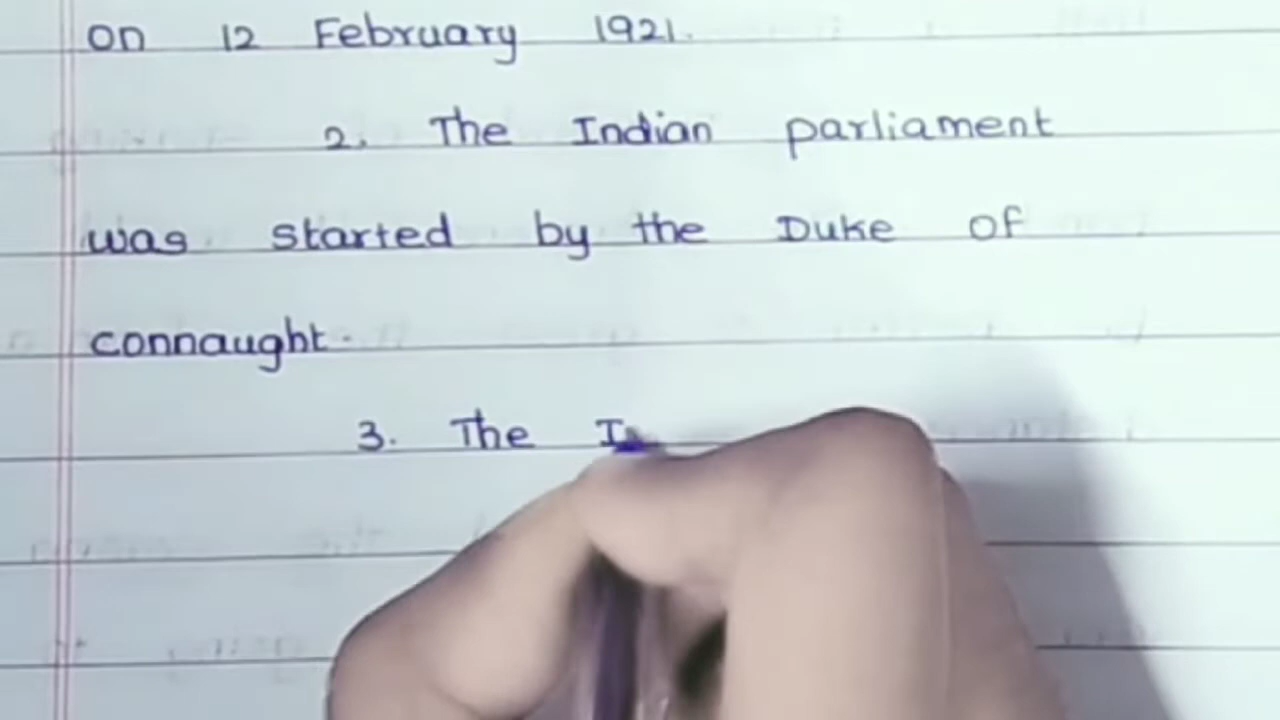 on 12 February 1921.
2. The Indian parliament
was started by the Duke of
connaught.
3. The